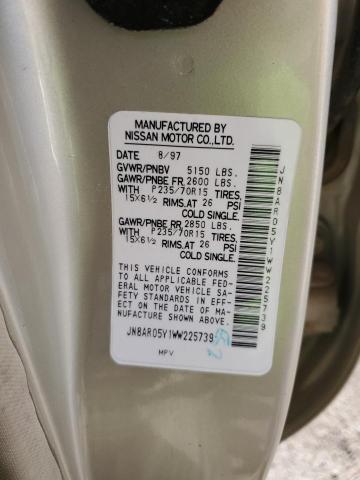 MANUFACTURED BY
NISSAN MOTOR CO.,LTD.
DATE 8/97
GVWR/PNBV 5150 LBS.
GAWR/PNBE FR 2600 LBS.
WITH P235/70R15 TIRES,
15X6½ RIMS,AT 26 PSI
COLD SINGLE.
GAWR/PNBE RR 2850 LBS.
WITH P235/70R15 TIRES,
15X6½ RIMS,AT 26 PSI
COLD SINGLE.
THIS VEHICLE CONFORMS
TO ALL APPLICABLE FED-
ERAL MOTOR VEHICLE SA-
FETY STANDARDS IN EFF-
ECT ON THE DATE OF MA-
NUFACTURE SHOWN ABOVE.
JN8AR05Y1WW225739
MPV
JN8AR05Y1WW225739